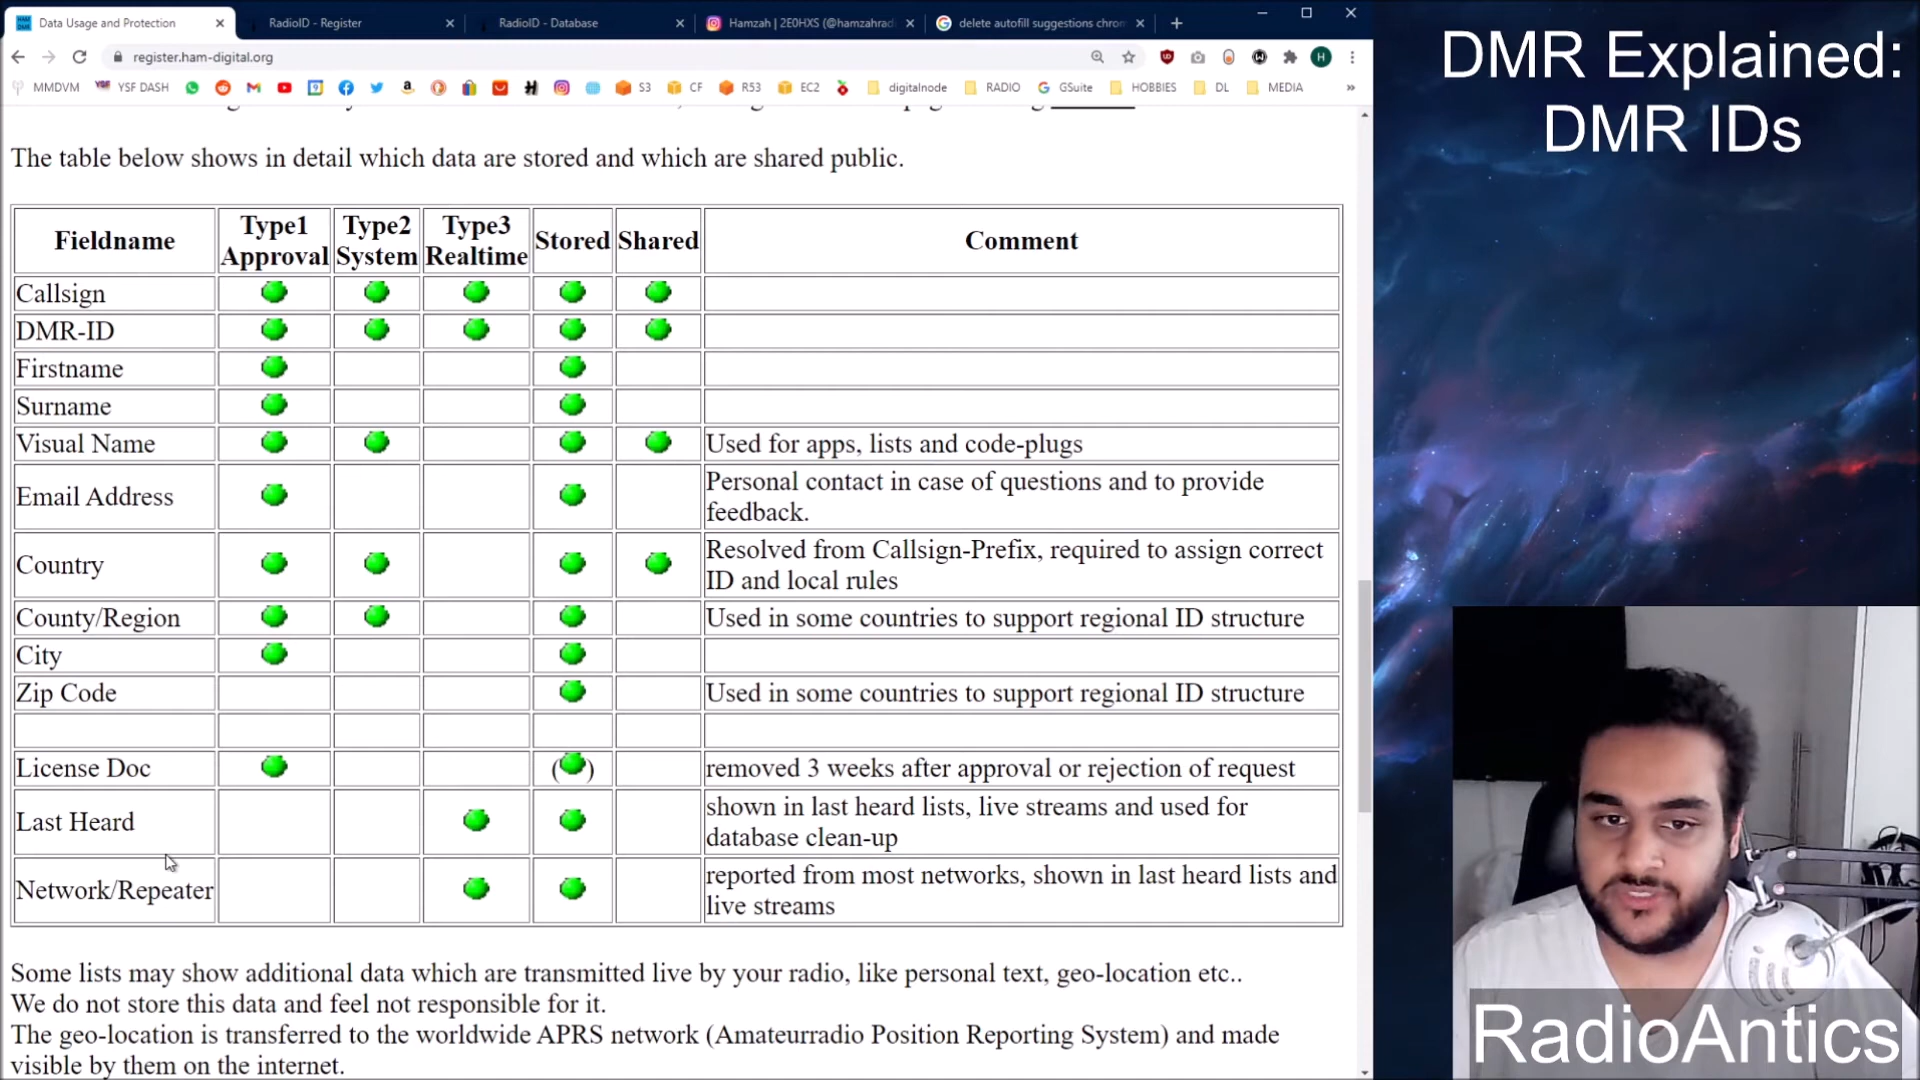 Data Usage and Protection
RadioID - Register
RadioID - Database
Hamzah | 2E0HXS (@hamzahrad
delete autofill suggestions chrom
register.ham-digital.org
H
MMDVM
YSF DASH
S3
CF
R53
EC2
digitalnode
RADIO
GSuite
HOBBIES
DL
MEDIA
»
DMR Explained:
DMR IDs
The table below shows in detail which data are stored and which are shared public.
Fieldname Type1 Approval Type2 System Type3 Realtime Stored Shared Comment
Callsign
DMR-ID
Firstname
Surname
Visual Name Used for apps, lists and code-plugs
Email Address Personal contact in case of questions and to provide
feedback.
Country Resolved from Callsign-Prefix, required to assign correct
ID and local rules
County/Region Used in some countries to support regional ID structure
City
Zip Code Used in some countries to support regional ID structure
License Doc ( ) removed 3 weeks after approval or rejection of request
Last Heard shown in last heard lists, live streams and used for
database clean-up
Network/Repeater reported from most networks, shown in last heard lists and
live streams
Some lists may show additional data which are transmitted live by your radio, like personal text, geo-location etc..
We do not store this data and feel not responsible for it.
The geo-location is transferred to the worldwide APRS network (Amateurradio Position Reporting System) and made
visible by them on the internet.
RadioAntics